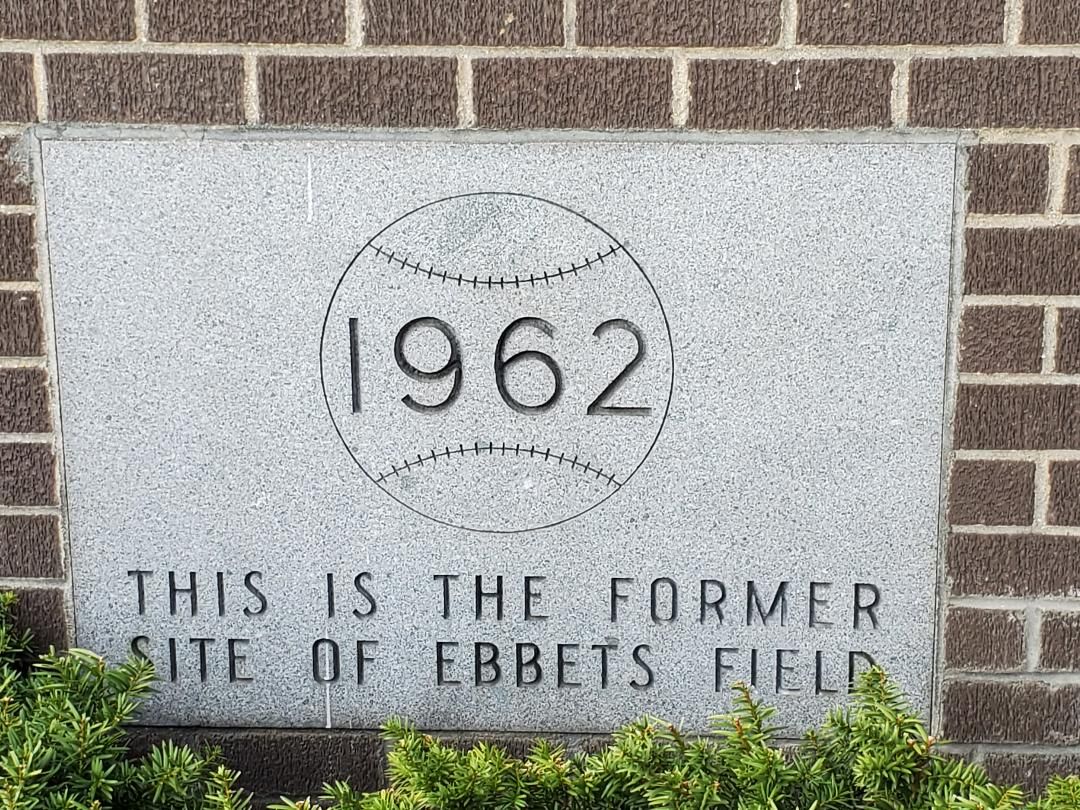 1962
THIS IS THE FORMER
SITE OF EBBETS FIELD